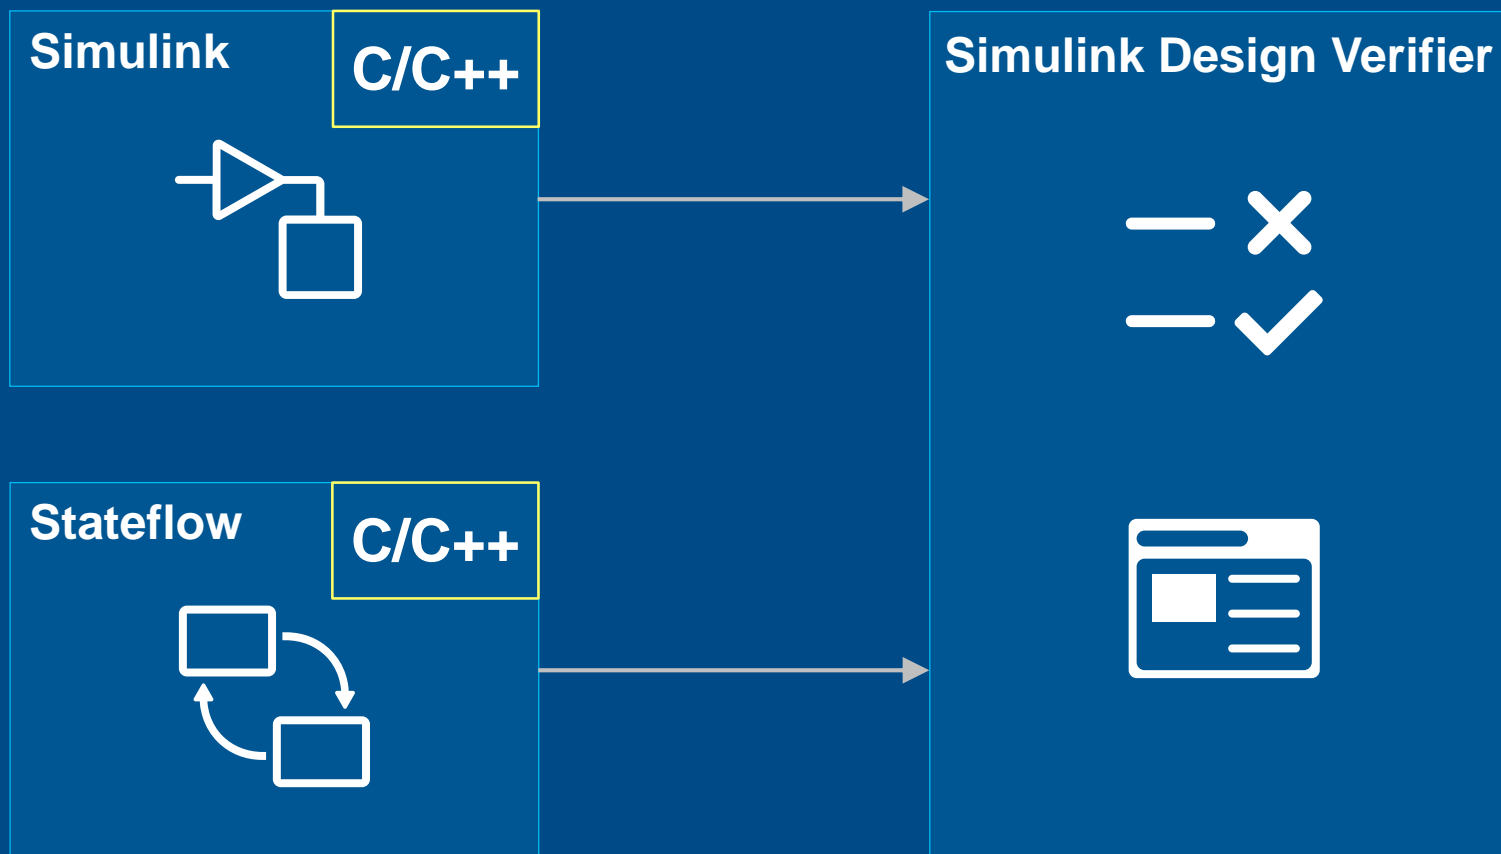 Simulink
C/C++
Simulink Design Verifier
Stateflow
C/C++